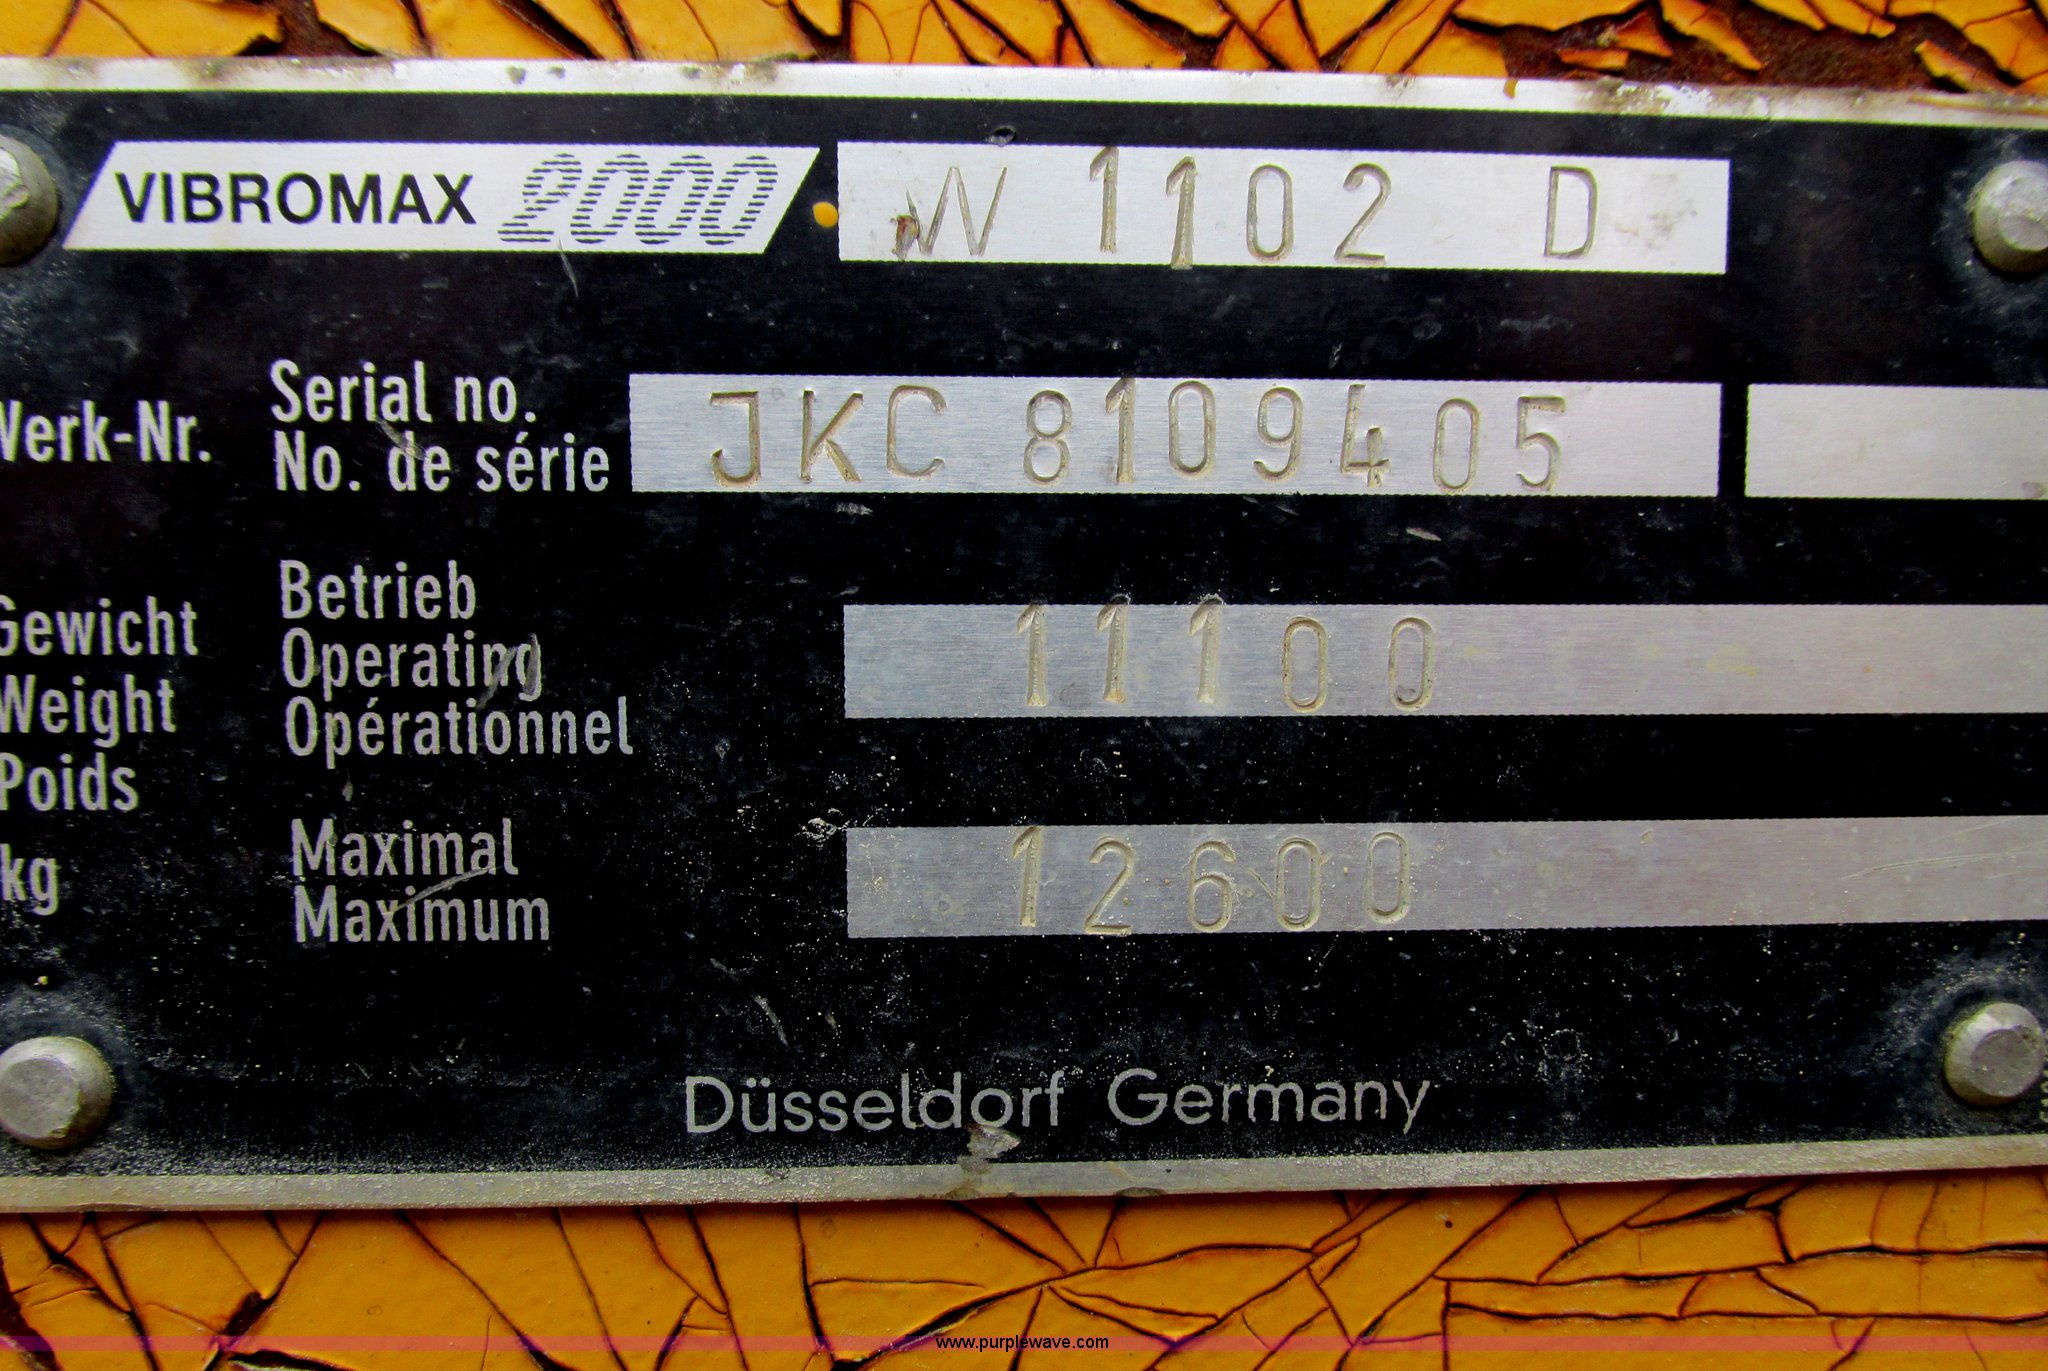 VIBROMAX 2000 W 1102 D
Werk-Nr. Serial no. JKC 8109405
No. de série
Betrieb
Gewicht Operating 11100
Weight Opérationnel
Poids
Maximal 12600
kg Maximum
Düsseldorf Germany
www.purplewave.com